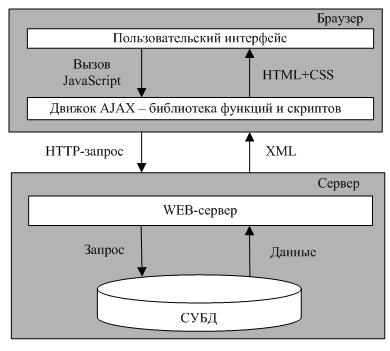 Браузер
Пользовательский интерфейс
Вызов
JavaScript
HTML+CSS
Движок AJAX – библиотека функций и скриптов
HTTP-запрос
XML
Сервер
WEB-сервер
Запрос
Данные
СУБД